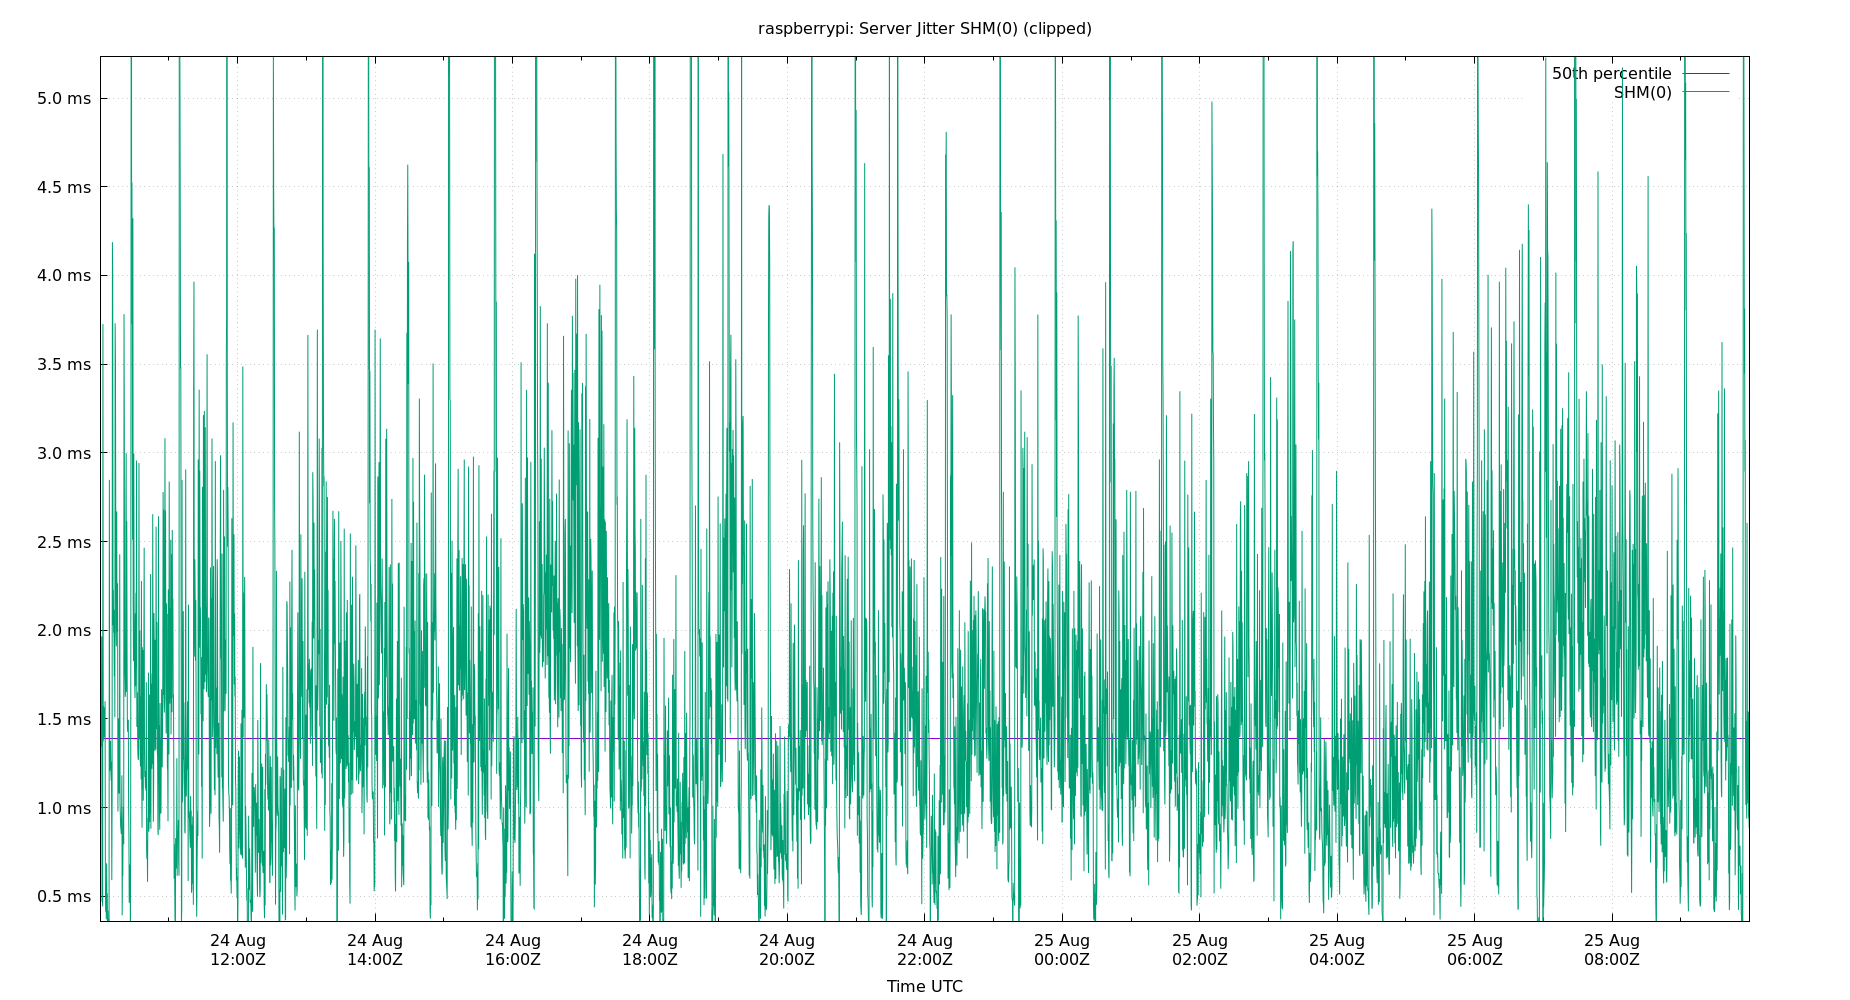 raspberrypi: Server Jitter SHM(0) (clipped)
50th percentile
SHM(0)
5.0 ms
4.5 ms
4.0 ms
3.5 ms
3.0 ms
2.5 ms
2.0 ms
1.5 ms
1.0 ms
0.5 ms
24 Aug 24 Aug 24 Aug 24 Aug 24 Aug 24 Aug 25 Aug 25 Aug 25 Aug 25 Aug 25 Aug
12:00Z 14:00Z 16:00Z 18:00Z 20:00Z 22:00Z 00:00Z 02:00Z 04:00Z 06:00Z 08:00Z
Time UTC